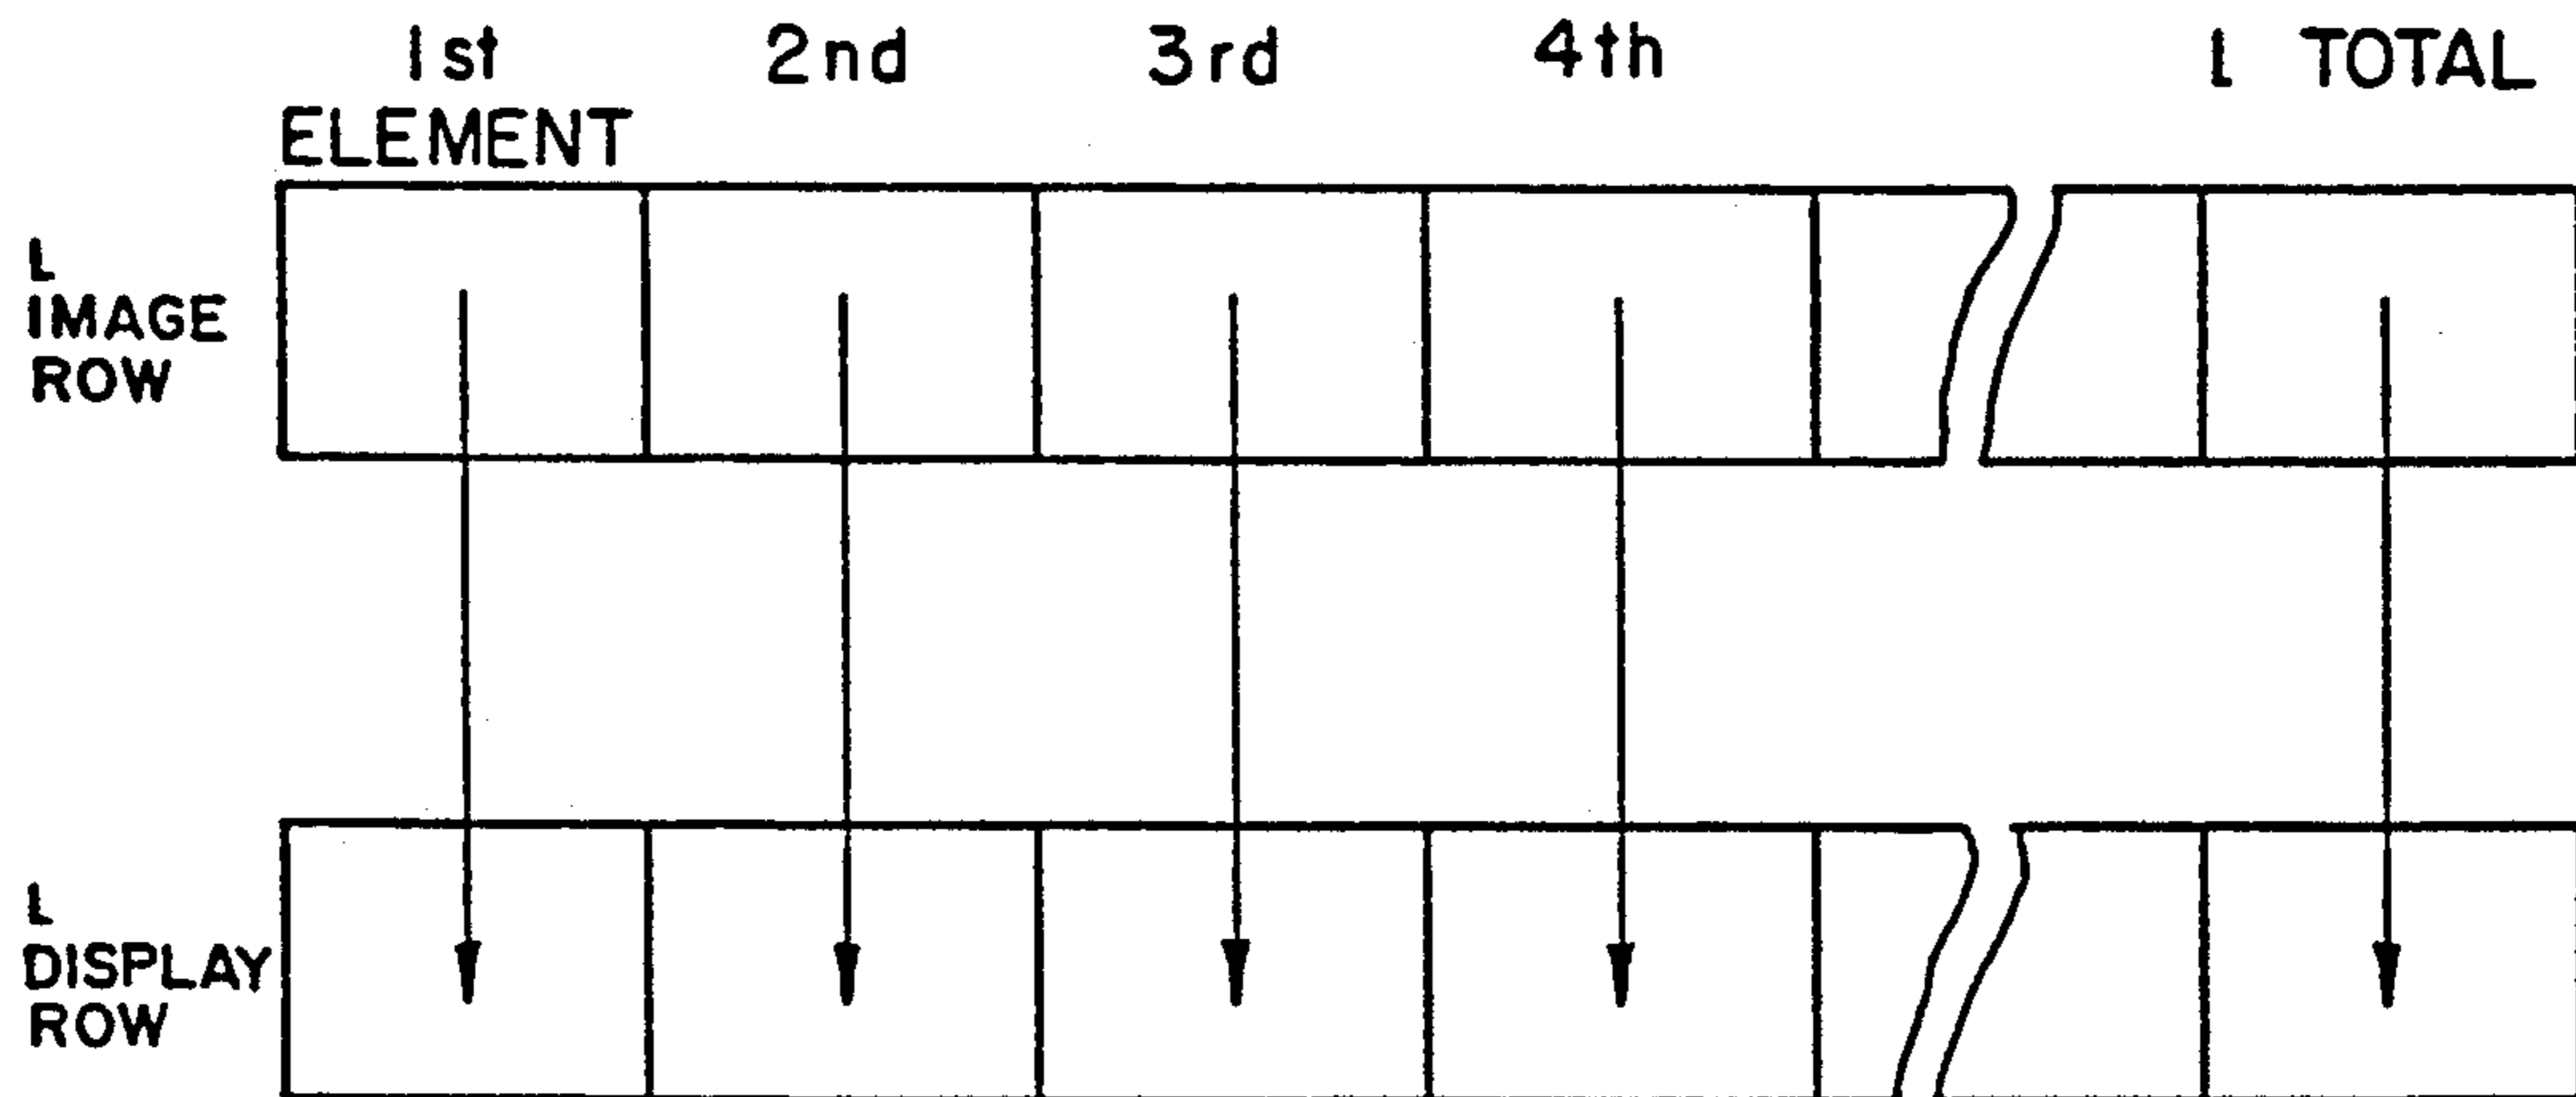 1st 2nd 3rd 4th L TOTAL
ELEMENT
L
IMAGE
ROW
L
DISPLAY
ROW